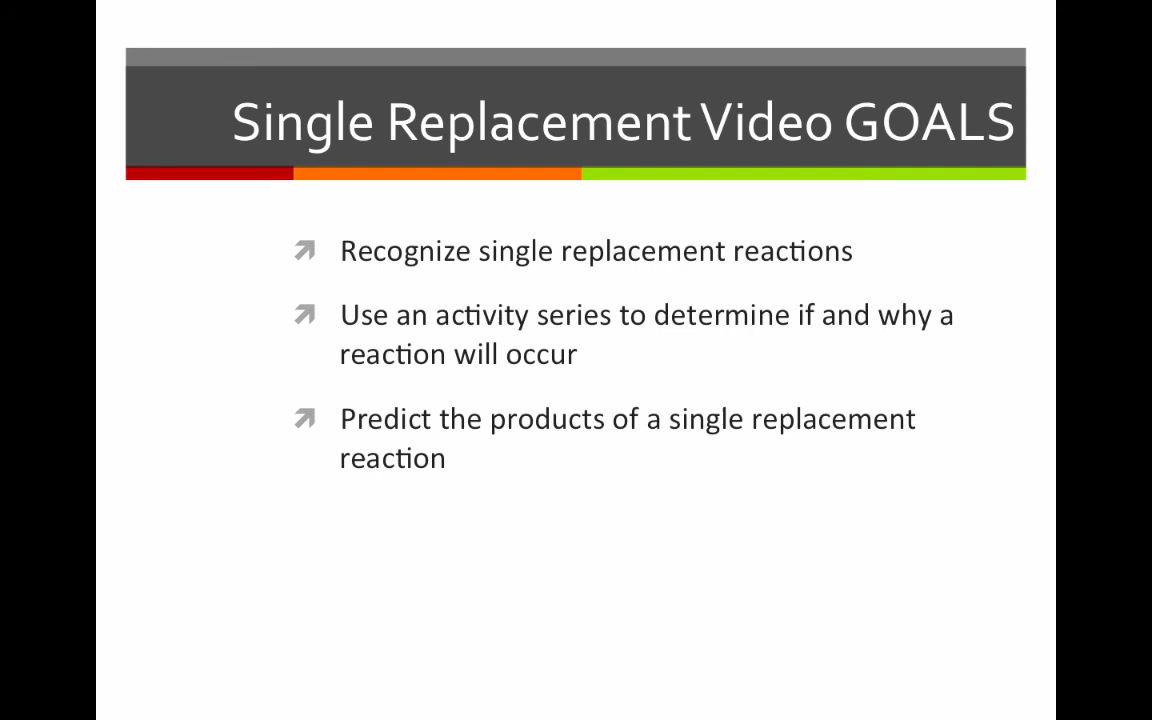 Single Replacement Video GOALS
Recognize single replacement reactions
Use an activity series to determine if and why a
reaction will occur
Predict the products of a single replacement
reaction